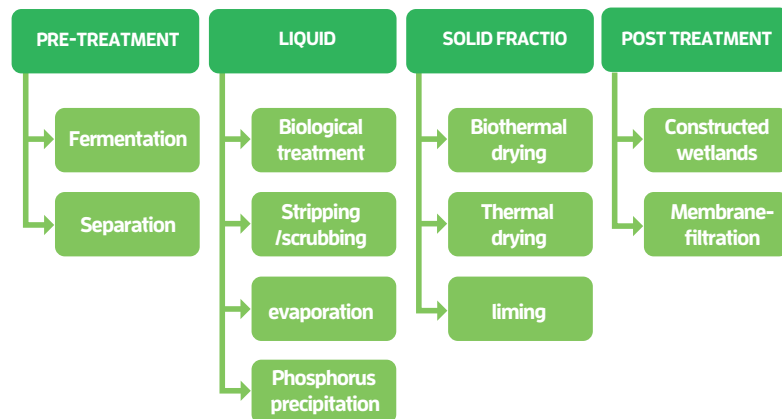 PRE-TREATMENT
Fermentation
Separation
LIQUID
Biological
treatment
Stripping
/scrubbing
evaporation
Phosphorus
precipitation
SOLID FRACTIO
Biothermal
drying
Thermal
drying
liming
POST TREATMENT
Constructed
wetlands
Membrane-
filtration